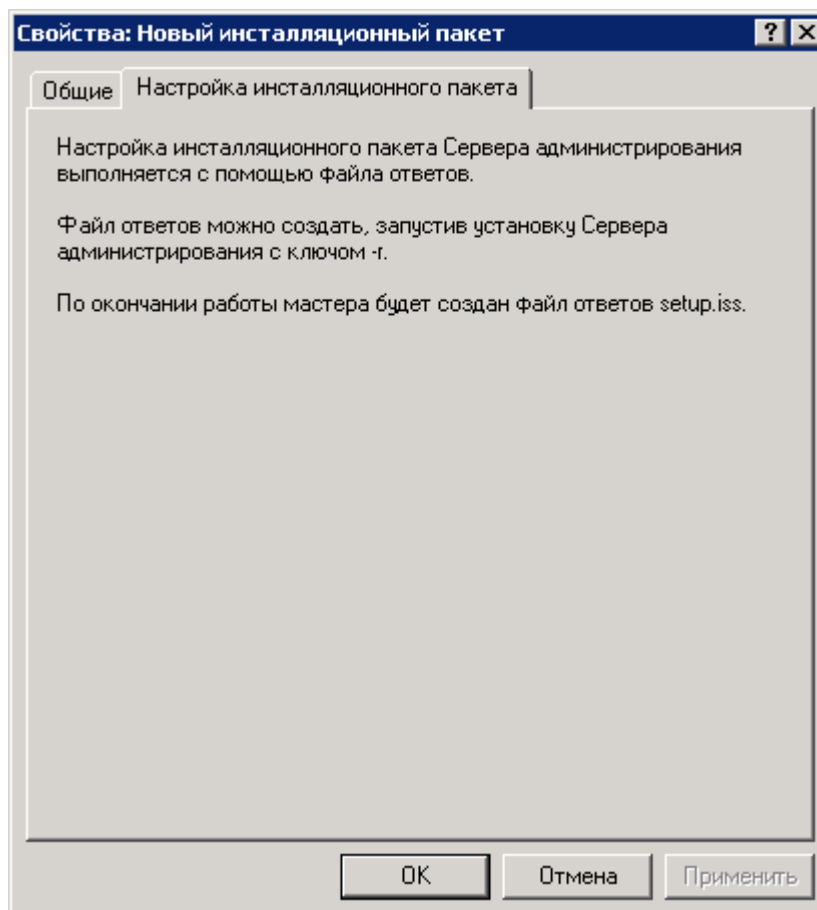 Свойства: Новый инсталляционный пакет
Общие
Настройка инсталляционного пакета
Настройка инсталляционного пакета Сервера администрирования
выполняется с помощью файла ответов.
Файл ответов можно создать, запустив установку Сервера
администрирования с ключом -r.
По окончании работы мастера будет создан файл ответов setup.iss.
OK
Отмена
Применить